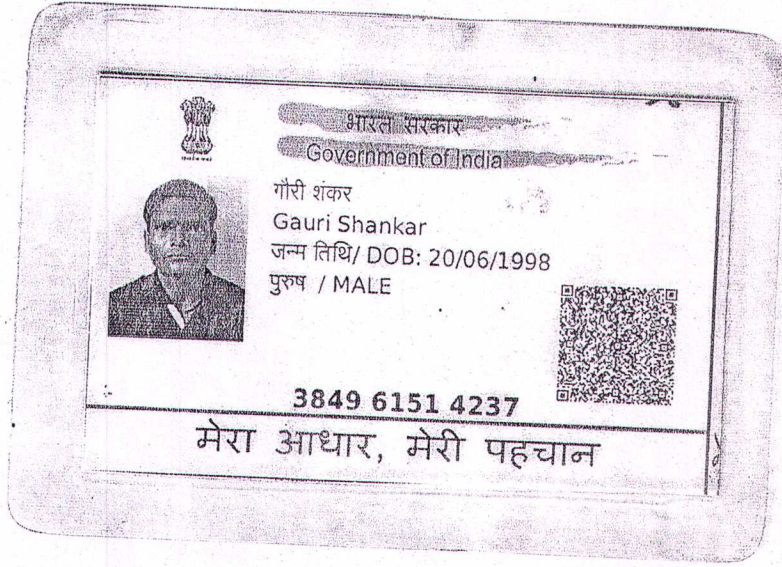 भारत सरकार
Government of India
गौरी शंकर
Gauri Shankar
जन्म तिथि/ DOB: 20/06/1998
पुरुष / MALE
3849 6151 4237
मेरा आधार, मेरी पहचान